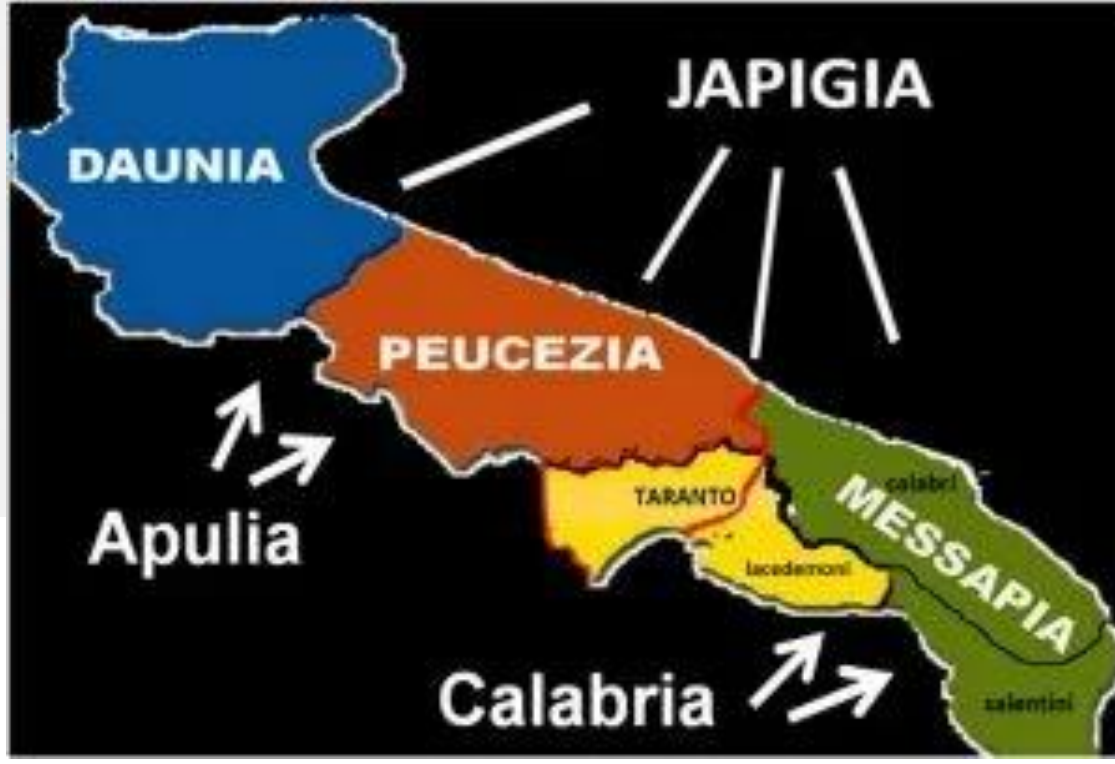 JAPIGIA
DAUNIA
PEUCEZIA
TARANTO
calabri
MESSAPIA
Apulia
lacedemoni
Calabria
salentini